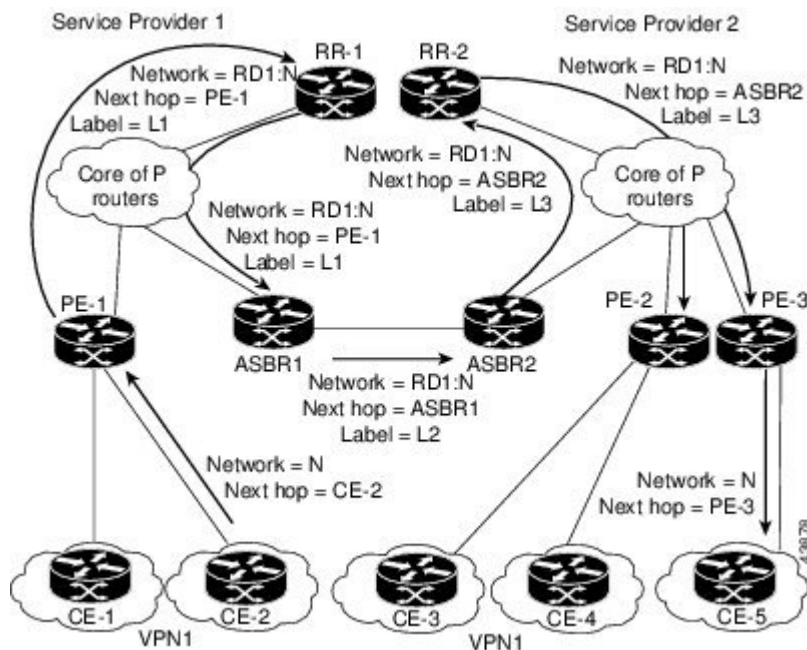 Service Provider 1
Service Provider 2
RR-1
RR-2
Network = RD1:N
Next hop = PE-1
Label = L1
Network = RD1:N
Next hop = ASBR2
Label = L3
Core of P
routers
Network = RD1:N
Next hop = ASBR2
Label = L3
Core of P
routers
Network = RD1:N
Next hop = PE-1
Label = L1
PE-1
PE-2
PE-3
ASBR1
ASBR2
Network = RD1:N
Next hop = ASBR1
Label = L2
Network = N
Next hop = CE-2
Network = N
Next hop = PE-3
CE-1
CE-2
CE-3
CE-4
CE-5
VPN1
VPN1